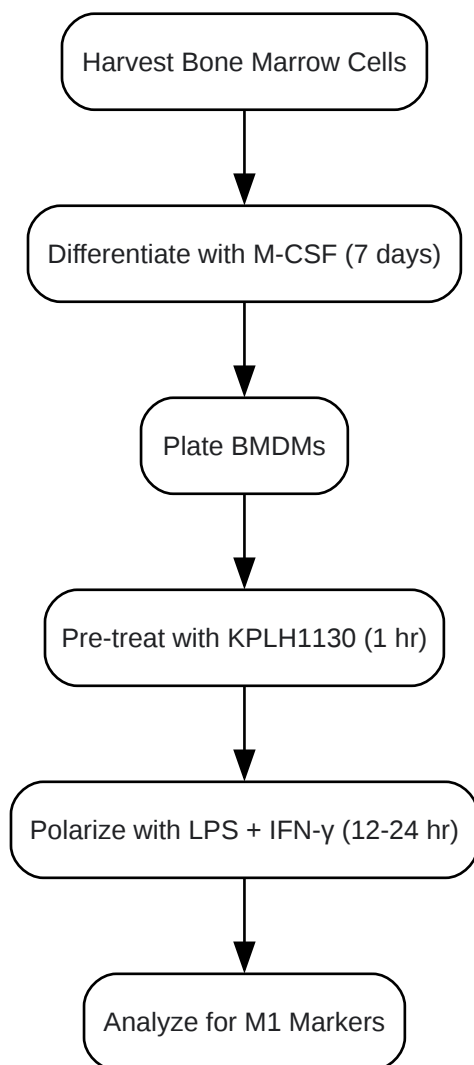 Harvest Bone Marrow Cells
Differentiate with M-CSF (7 days)
Plate BMDMs
Pre-treat with KPLH1130 (1 hr)
Polarize with LPS + IFN-γ (12-24 hr)
Analyze for M1 Markers